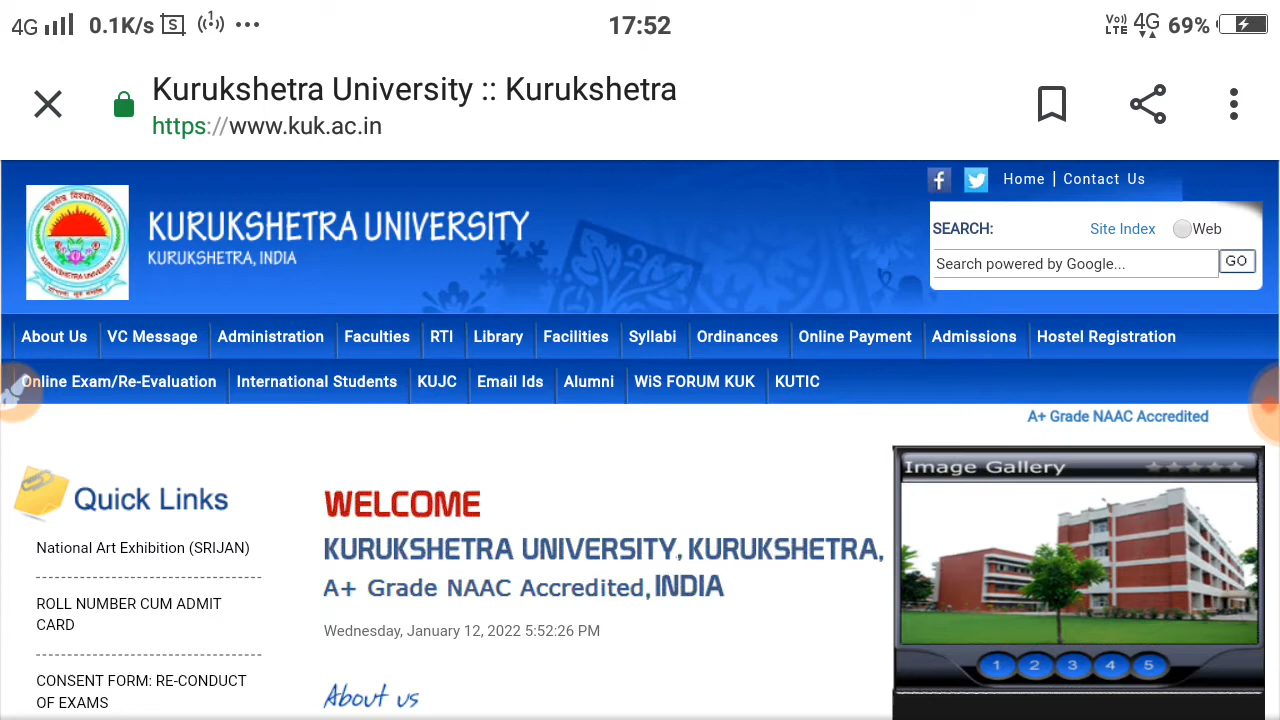 4G 0.1K/s S 1 ••• 17:52 Vo)) LTE 4G 69%
Kurukshetra University :: Kurukshetra
https://www.kuk.ac.in
Home | Contact Us
KURUKSHETRA UNIVERSITY
KURUKSHETRA, INDIA
SEARCH: Site Index Web
Search powered by Google... GO
About Us VC Message Administration Faculties RTI Library Facilities Syllabi Ordinances Online Payment Admissions Hostel Registration
Online Exam/Re-Evaluation International Students KUJC Email Ids Alumni WiS FORUM KUK KUTIC
A+ Grade NAAC Accredited
Quick Links
National Art Exhibition (SRIJAN)
ROLL NUMBER CUM ADMIT
CARD
CONSENT FORM: RE-CONDUCT
OF EXAMS
WELCOME
KURUKSHETRA UNIVERSITY, KURUKSHETRA,
A+ Grade NAAC Accredited, INDIA
Wednesday, January 12, 2022 5:52:26 PM
About us
Image Gallery
1 2 3 4 5